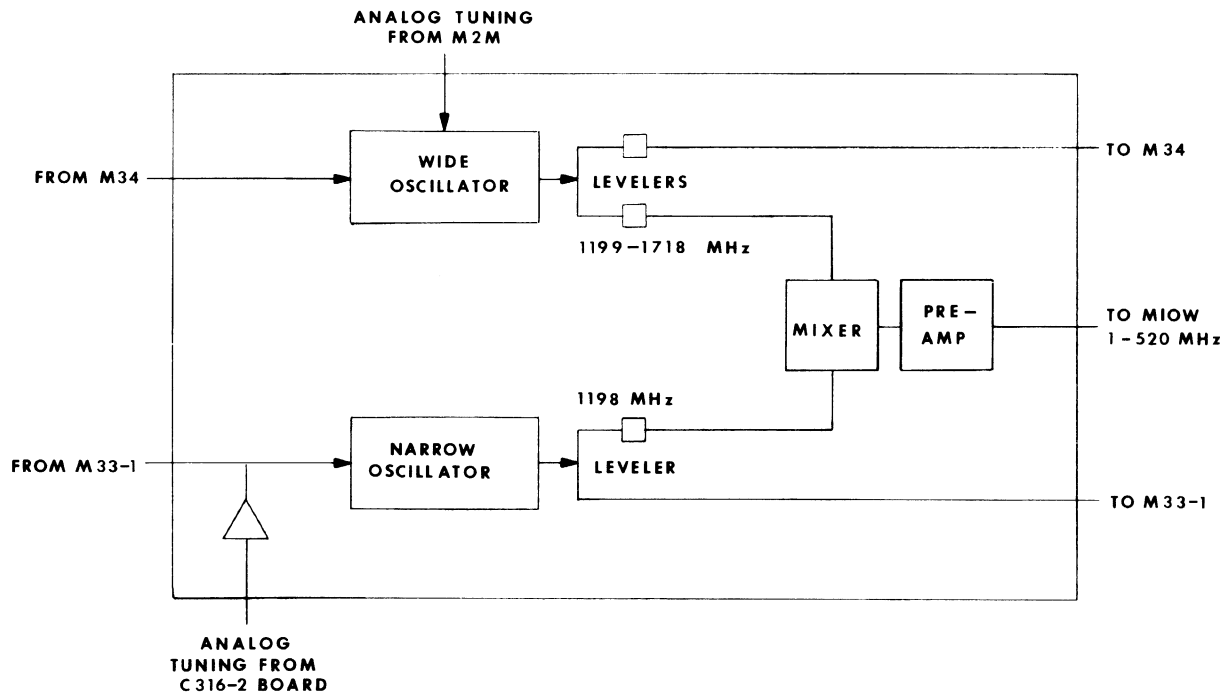 ANALOG TUNING
FROM M2M
WIDE
OSCILLATOR
FROM M34
LEVELERS
TO M34
1199-1718 MHz
MIXER
PRE-
AMP
TO MIOW
1-520 MHz
1198 MHz
NARROW
OSCILLATOR
FROM M33-1
LEVELER
TO M33-1
ANALOG
TUNING FROM
C316-2 BOARD